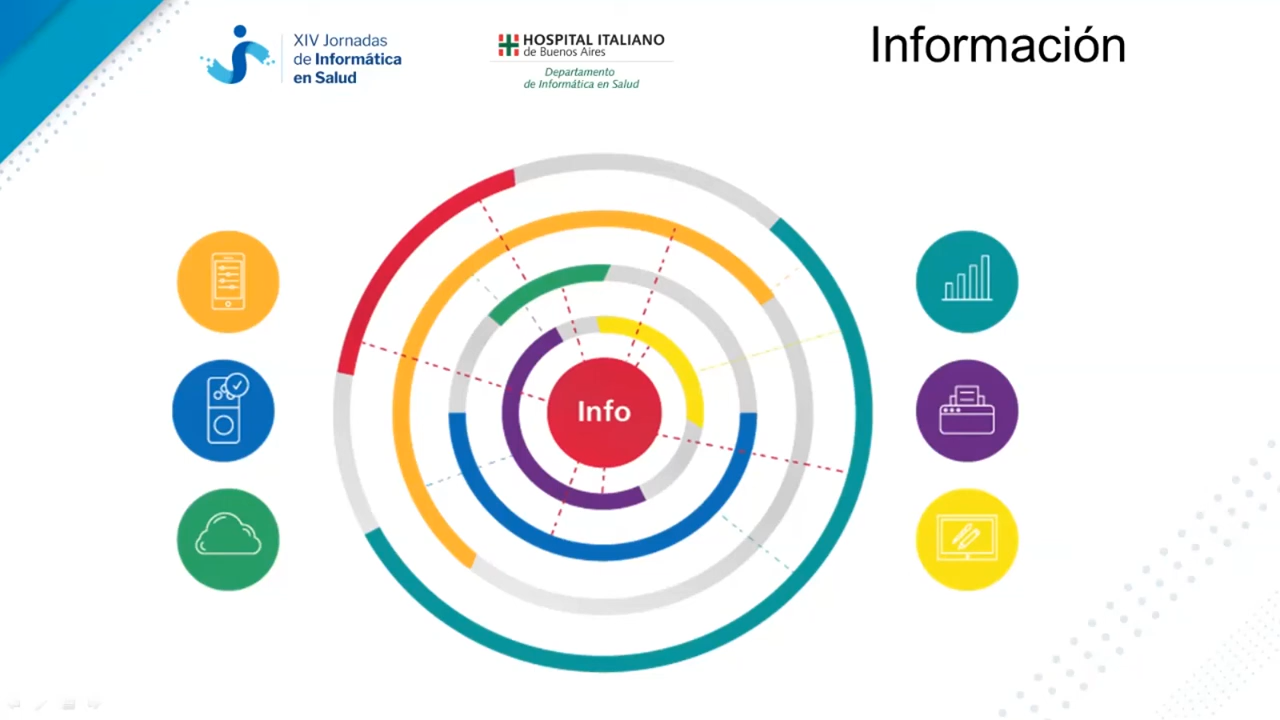 XIV Jornadas
de Informática
en Salud
HOSPITAL ITALIANO
de Buenos Aires
Departamento
de Informática en Salud
Información
Info